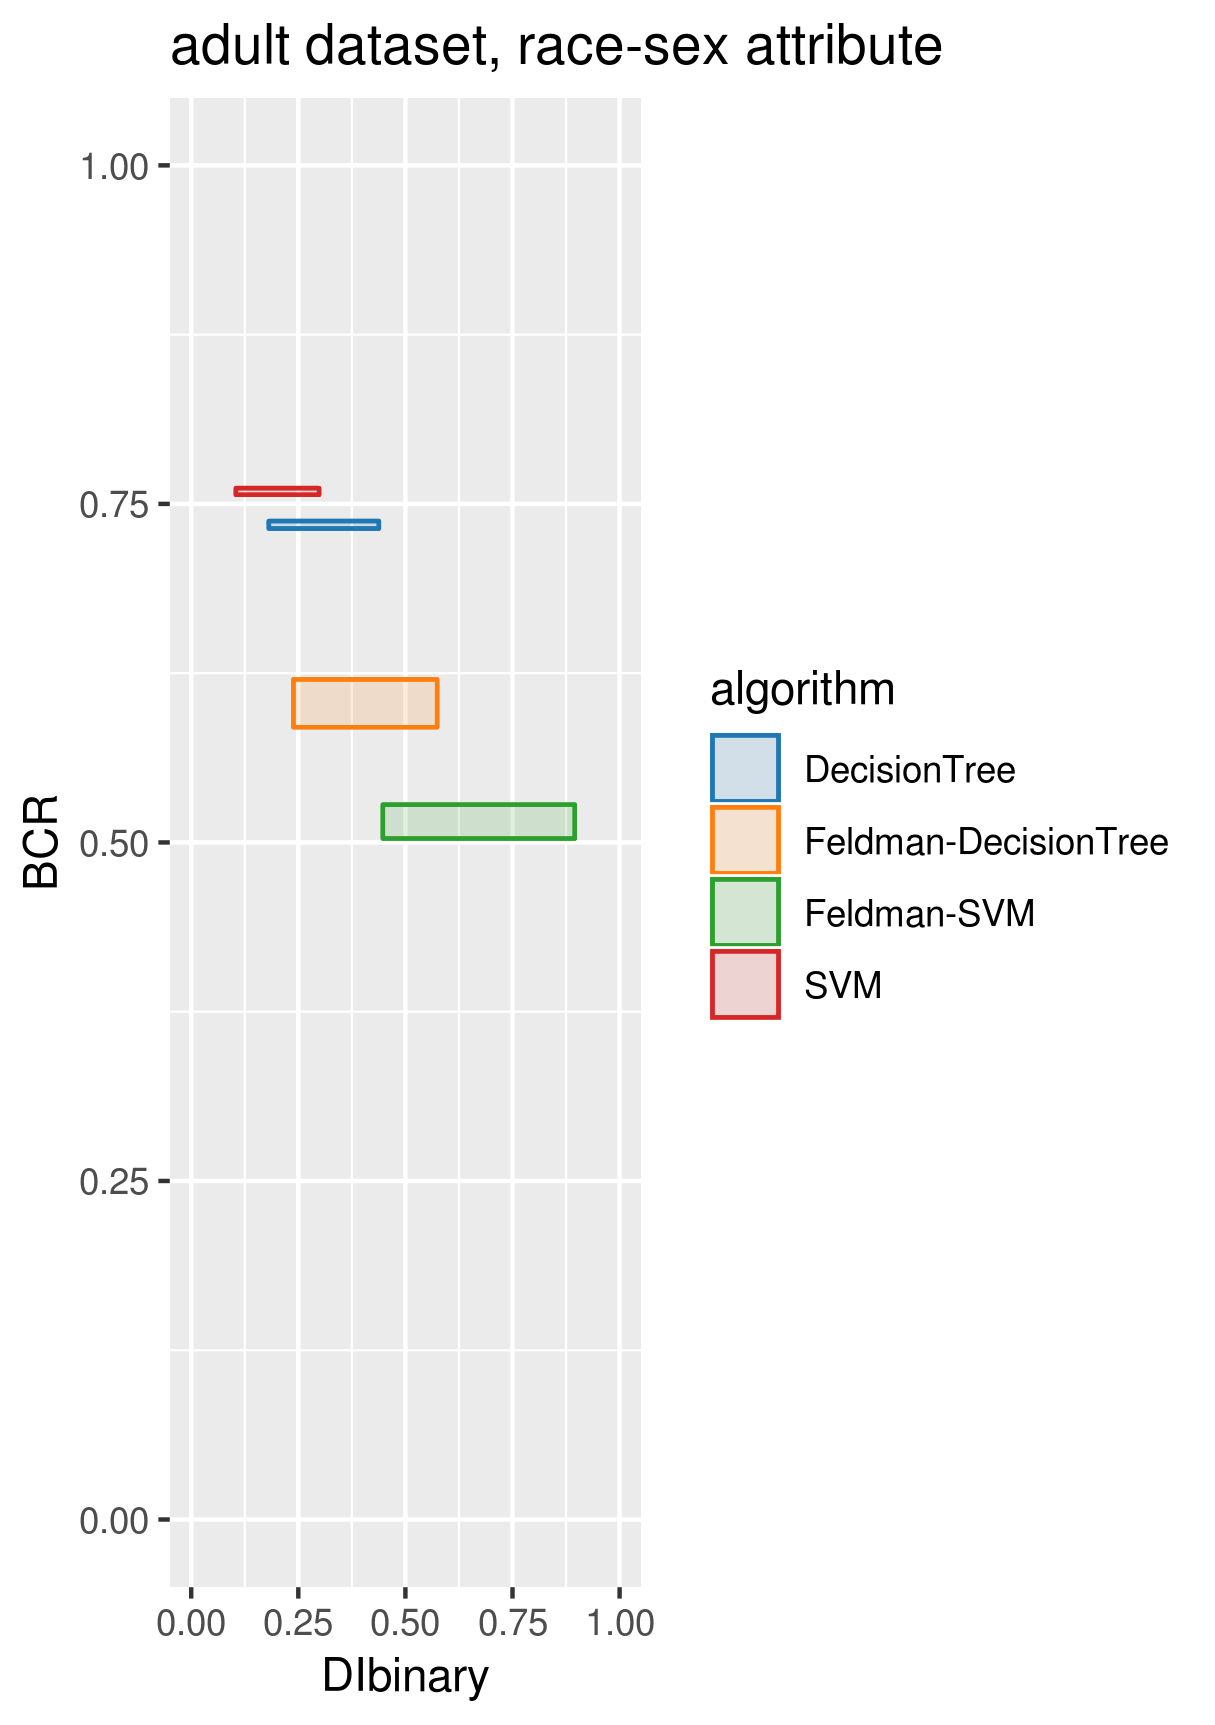 adult dataset, race-sex attribute
1.00
0.75
0.50
0.25
0.00
BCR
0.00 0.25 0.50 0.75 1.00
DIbinary
algorithm
DecisionTree
Feldman-DecisionTree
Feldman-SVM
SVM